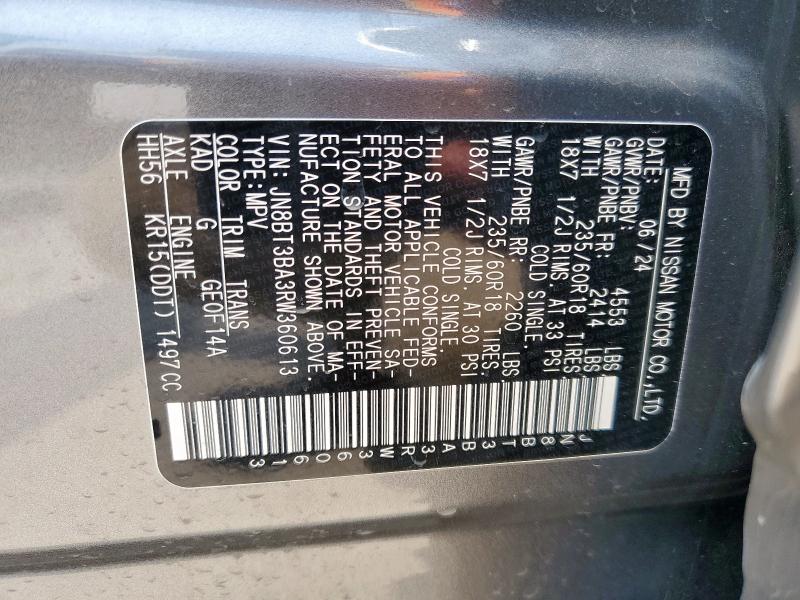 MFD BY NISSAN MOTOR CO.,LTD.
DATE: 06/24
GVWR/PNBV: 4553 LBS
GAWR/PNBE FR: 2414 LBS
WITH 235/60R18 TIRES,
18X7 1/2J RIMS. AT 33 PSI
COLD SINGLE.
GAWR/PNBE RR: 2260 LBS
WITH 235/60R18 TIRES,
18X7 1/2J RIMS. AT 30 PSI
COLD SINGLE.
THIS VEHICLE CONFORMS
TO ALL APPLICABLE FED-
ERAL MOTOR VEHICLE SA-
FETY AND THEFT PREVEN-
TION STANDARDS IN EFF-
ECT ON THE DATE OF MA-
NUFACTURE SHOWN ABOVE.
VIN: JN8BT3BA3RW360613
TYPE: MPV
COLOR TRIM TRANS
KAD G GE0F14A
AXLE ENGINE
HH56 KR15(DDT) 1497CC
JN8BT3BA3RW360613